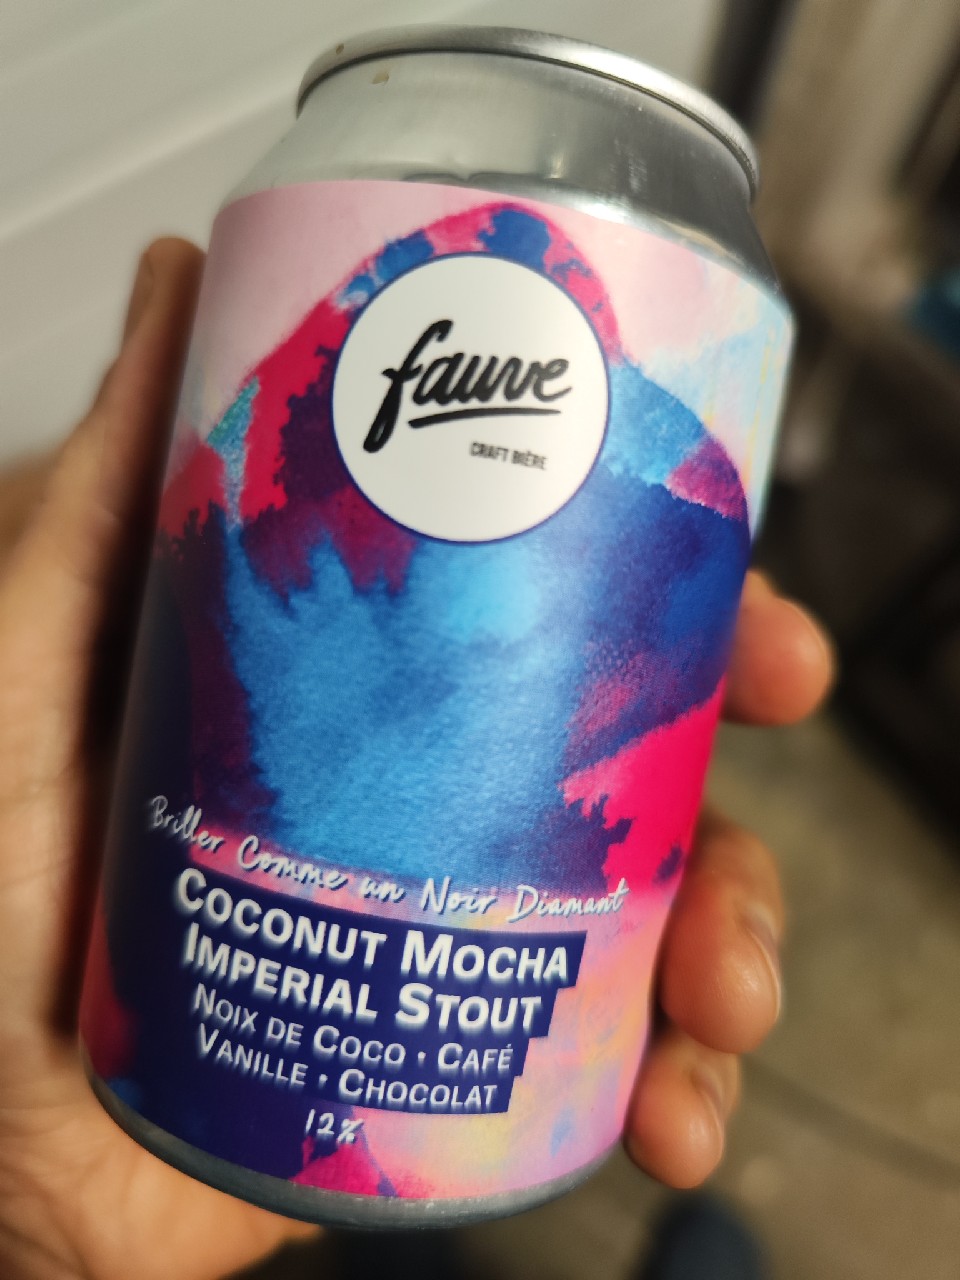 fauve
CRAFT BIÈRE
Briller Comme un Noir Diamant
COCONUT MOCHA
IMPERIAL STOUT
NOIX DE COCO • CAFÉ
VANILLE • CHOCOLAT
12%